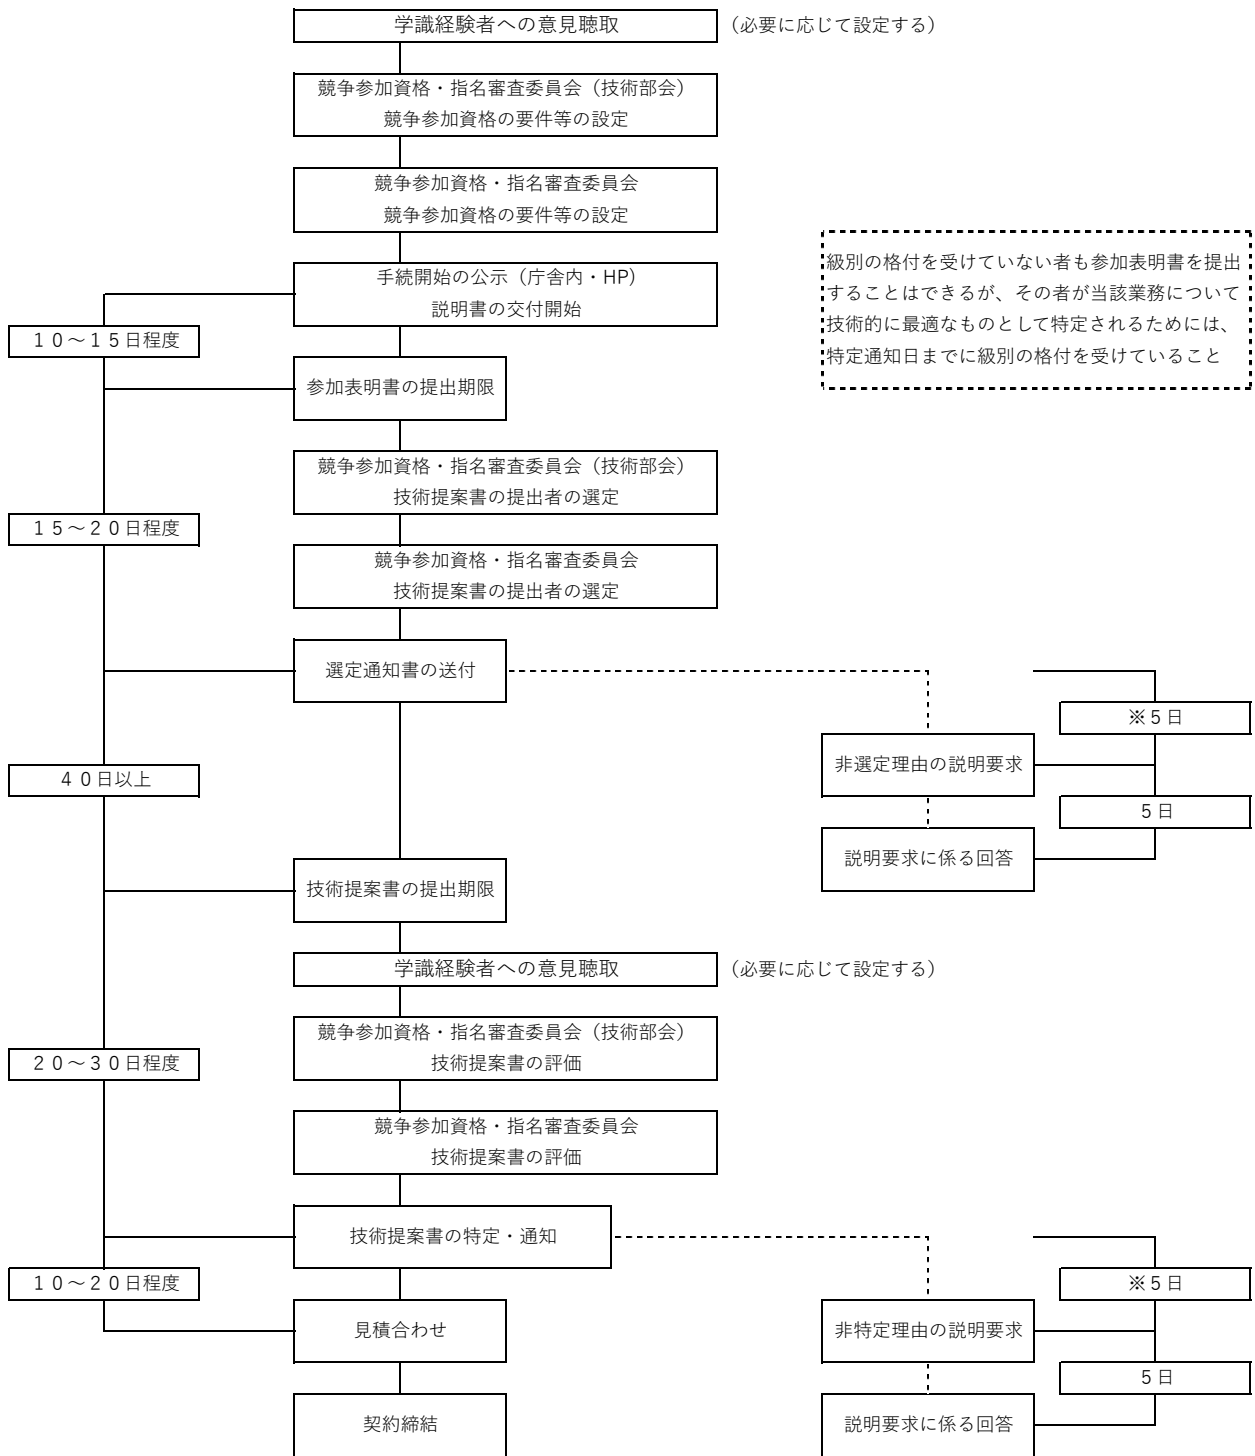 学識経験者への意見聴取
（必要に応じて設定する）
競争参加資格・指名審査委員会（技術部会）
競争参加資格の要件等の設定
競争参加資格・指名審査委員会
競争参加資格の要件等の設定
手続開始の公示（庁舎内・HP）
説明書の交付開始
級別の格付を受けていない者も参加表明書を提出
することはできるが、その者が当該業務について
技術的に最適なものとして特定されるためには、
特定通知日までに級別の格付を受けていること
１０～１５日程度
参加表明書の提出期限
競争参加資格・指名審査委員会（技術部会）
技術提案書の提出者の選定
１５～２０日程度
競争参加資格・指名審査委員会
技術提案書の提出者の選定
選定通知書の送付
※５日
非選定理由の説明要求
４０日以上
５日
説明要求に係る回答
技術提案書の提出期限
学識経験者への意見聴取
（必要に応じて設定する）
競争参加資格・指名審査委員会（技術部会）
技術提案書の評価
２０～３０日程度
競争参加資格・指名審査委員会
技術提案書の評価
技術提案書の特定・通知
１０～２０日程度
※５日
見積合わせ
非特定理由の説明要求
５日
契約締結
説明要求に係る回答